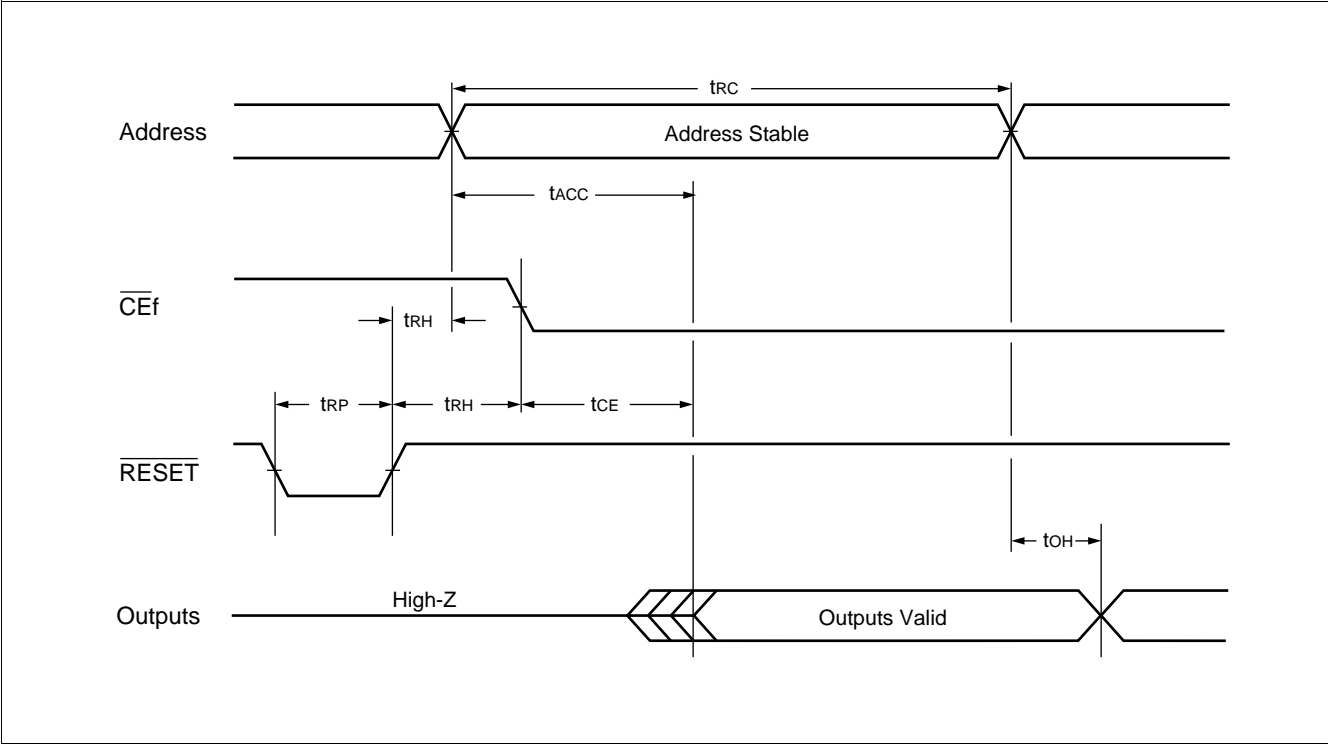 tRC
Address
Address Stable
tACC
CEf
tRH
tRP
tRH
tCE
RESET
tOH
High-Z
Outputs
Outputs Valid